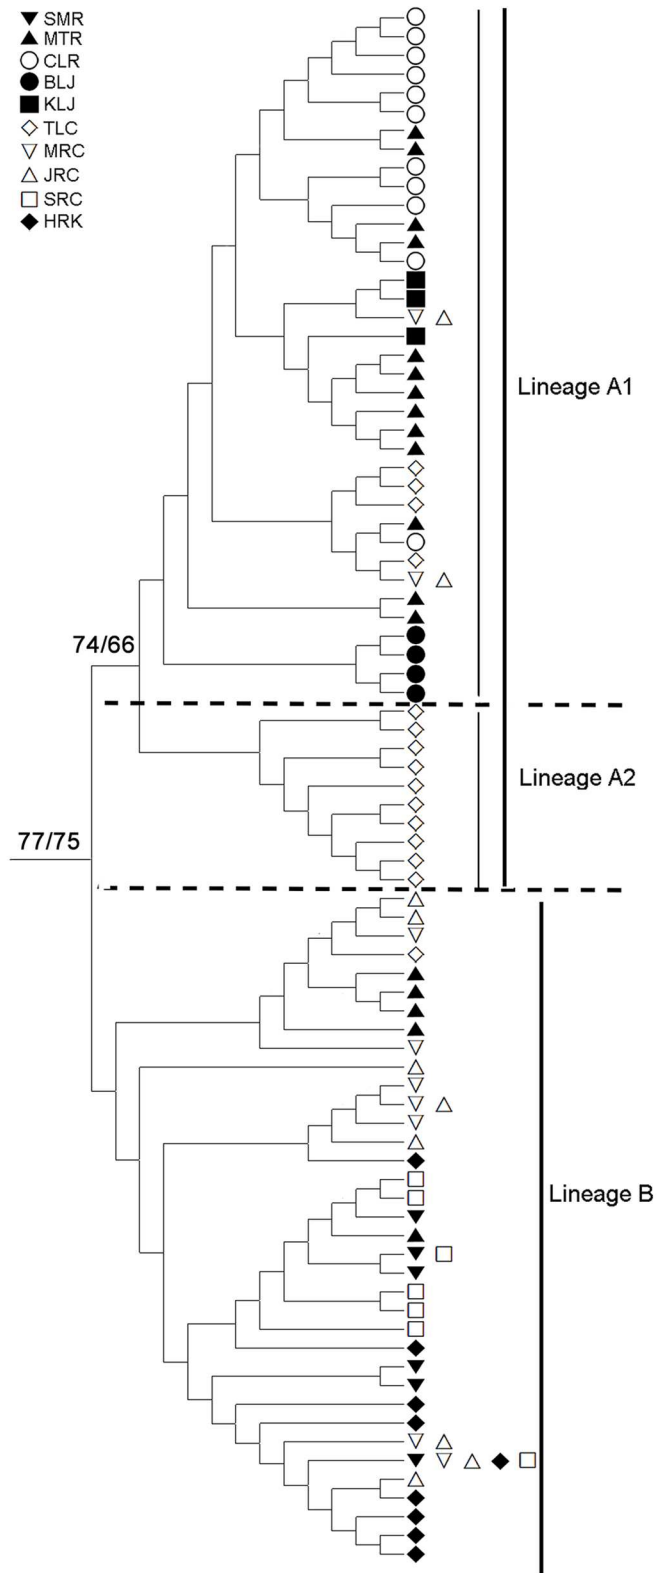 SMR
MTR
CLR
BLJ
KLJ
TLC
MRC
JRC
SRC
HRK
Lineage A1
74/66
Lineage A2
77/75
Lineage B